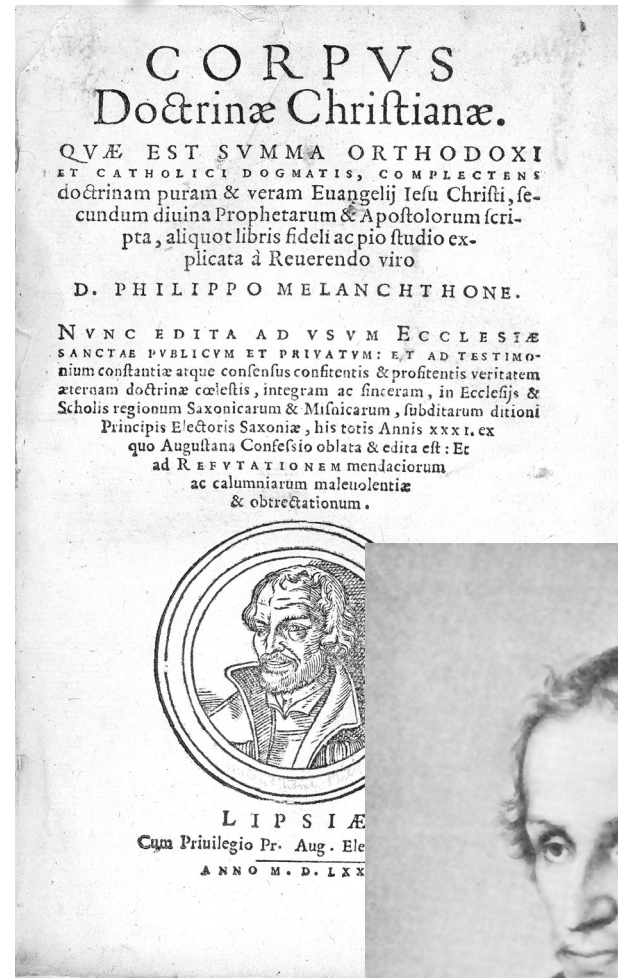 CORPVS
Doctrinæ Chriſtianæ.
QVÆ EST SVMMA ORTHODOXI
ET CATHOLICI DOGMATIS, COMPLECTENS
doctrinam puram & veram Euangelij Ieſu Chriſti, ſe-
cundum diuina Prophetarum & Apoſtolorum ſcri-
pta, aliquot libris fideli ac pio ſtudio ex-
plicata à Reuerendo viro
D. PHILIPPO MELANCHTHONE.
NVNC EDITA AD VSVM ECCLESIÆ
SANCTAE PVBLICVM ET PRIVATVM: ET AD TESTIMO-
nium conſtantiæ atque conſenſus confitentis & profitentis veritatem
æternam doctrinæ cœleſtis, integram ac ſinceram, in Eccleſijs &
Scholis regionum Saxonicarum & Miſnicarum, ſubditarum ditioni
Principis Electoris Saxoniæ, his totis Annis XXXI. ex
quo Auguſtana Confeſsio oblata & edita eſt: Et
ad REFVTATIONEM mendaciorum
ac calumniarum maleuolentiæ
& obtrectationum.
LIPSIÆ
Cum Priuilegio Pr. Aug. Ele
ANNO M. D. LXX